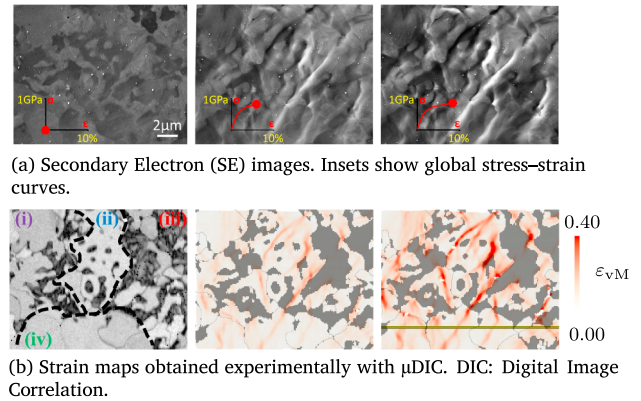 1GPa σ ε 10% 2μm
1GPa σ ε 10%
1GPa σ ε 10%
(a) Secondary Electron (SE) images. Insets show global stress–strain
curves.
(i) (ii) (iii)
(iv)
0.40
εvM
0.00
(b) Strain maps obtained experimentally with μDIC. DIC: Digital Image
Correlation.